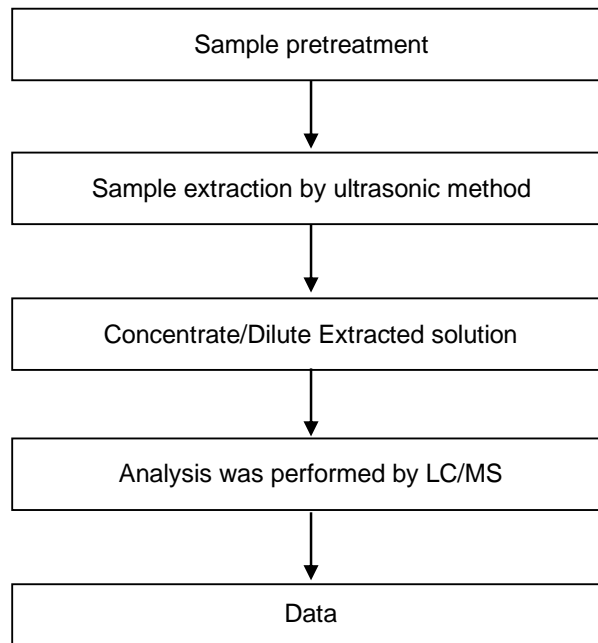 Sample pretreatment
Sample extraction by ultrasonic method
Concentrate/Dilute Extracted solution
Analysis was performed by LC/MS
Data